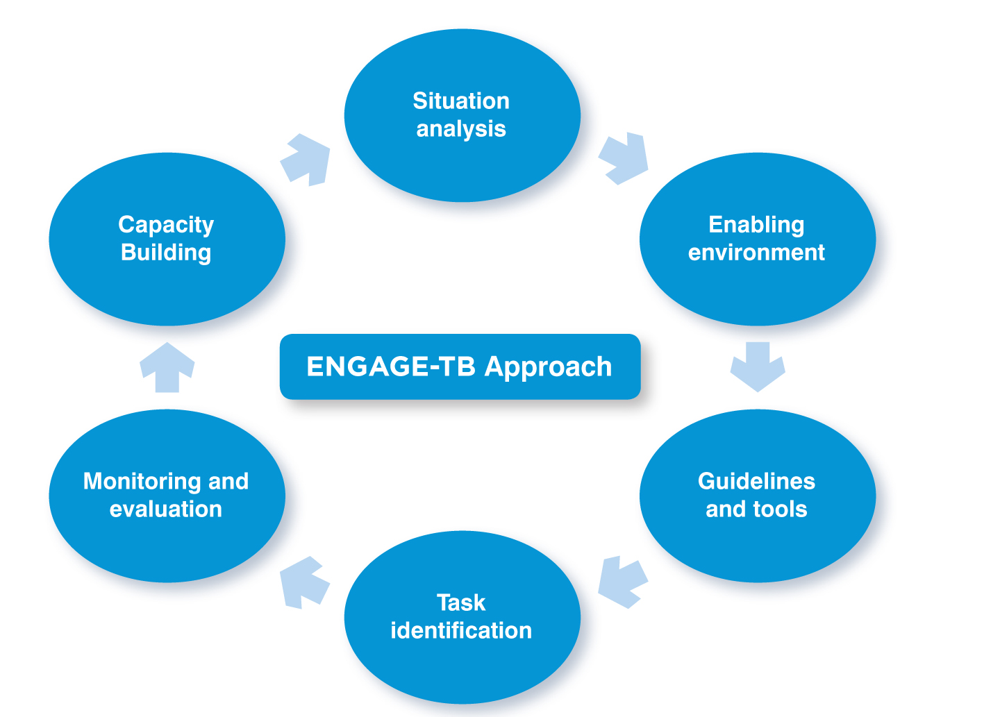 Situation
analysis
Capacity
Building
Enabling
environment
ENGAGE-TB Approach
Monitoring and
evaluation
Guidelines
and tools
Task
identification